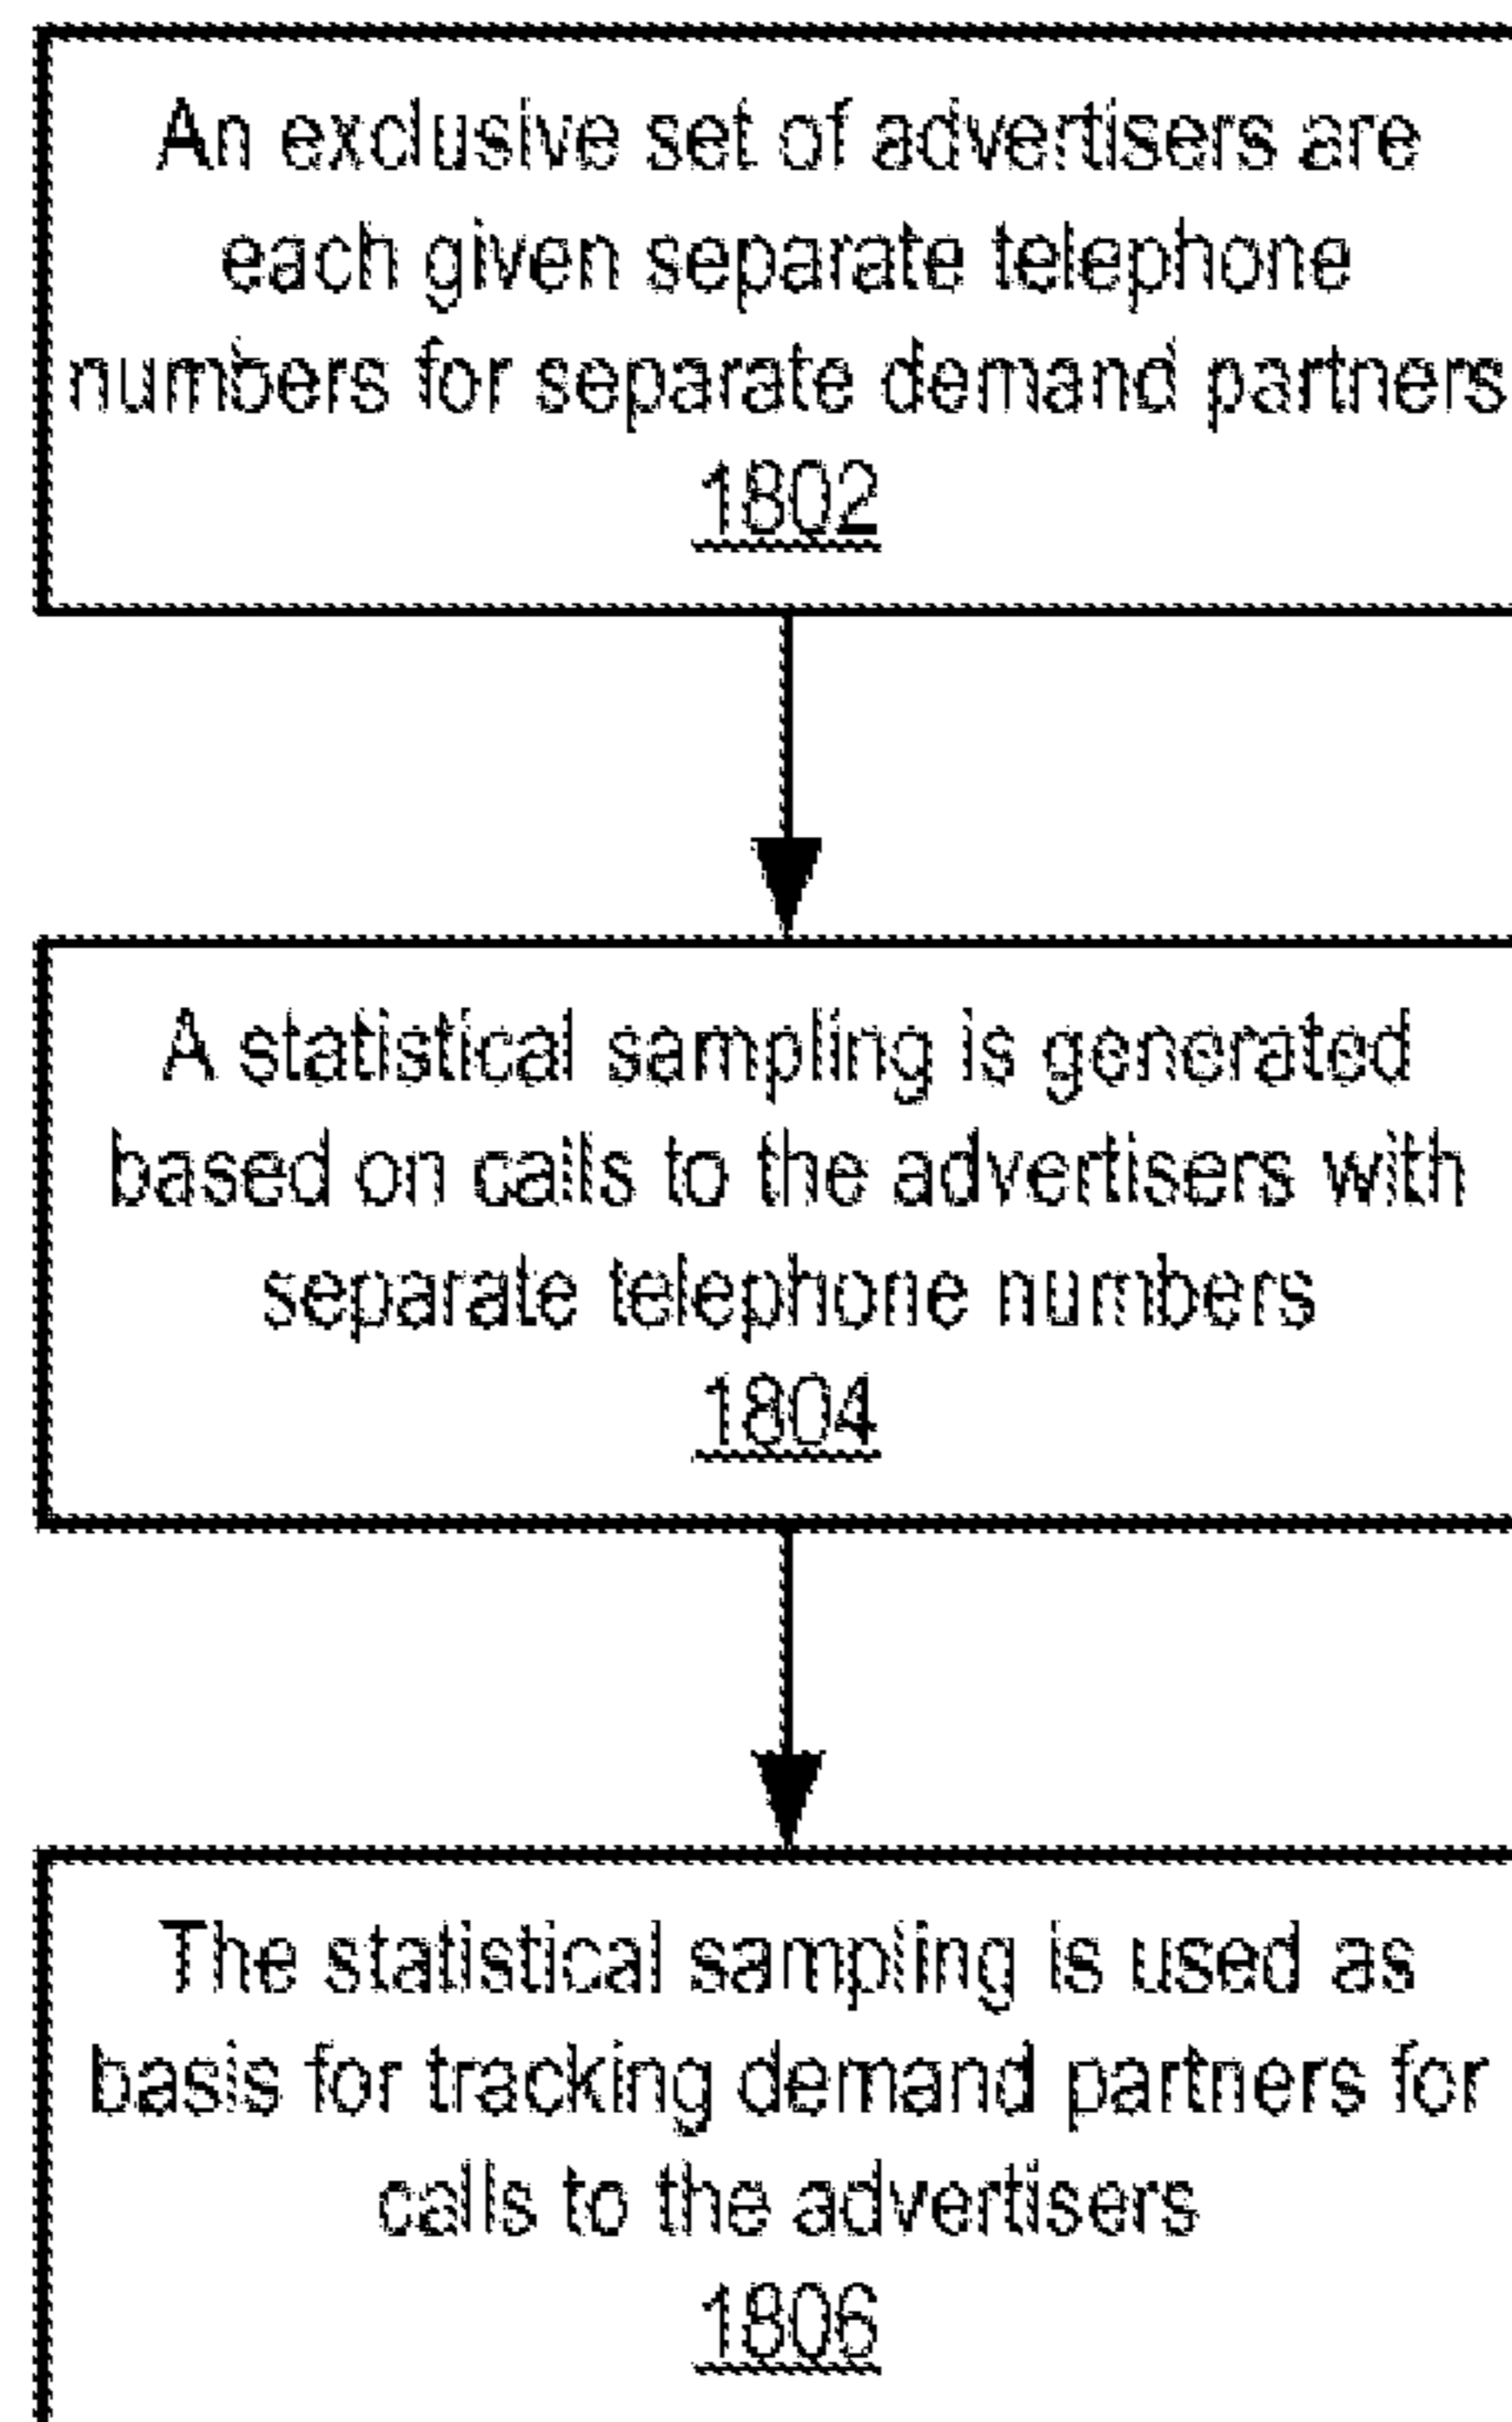 An exclusive set of advertisers are
each given separate telephone
numbers for separate demand partners
1802
A statistical sampling is generated
based on calls to the advertisers with
separate telephone numbers
1804
The statistical sampling is used as
basis for tracking demand partners for
calls to the advertisers
1806